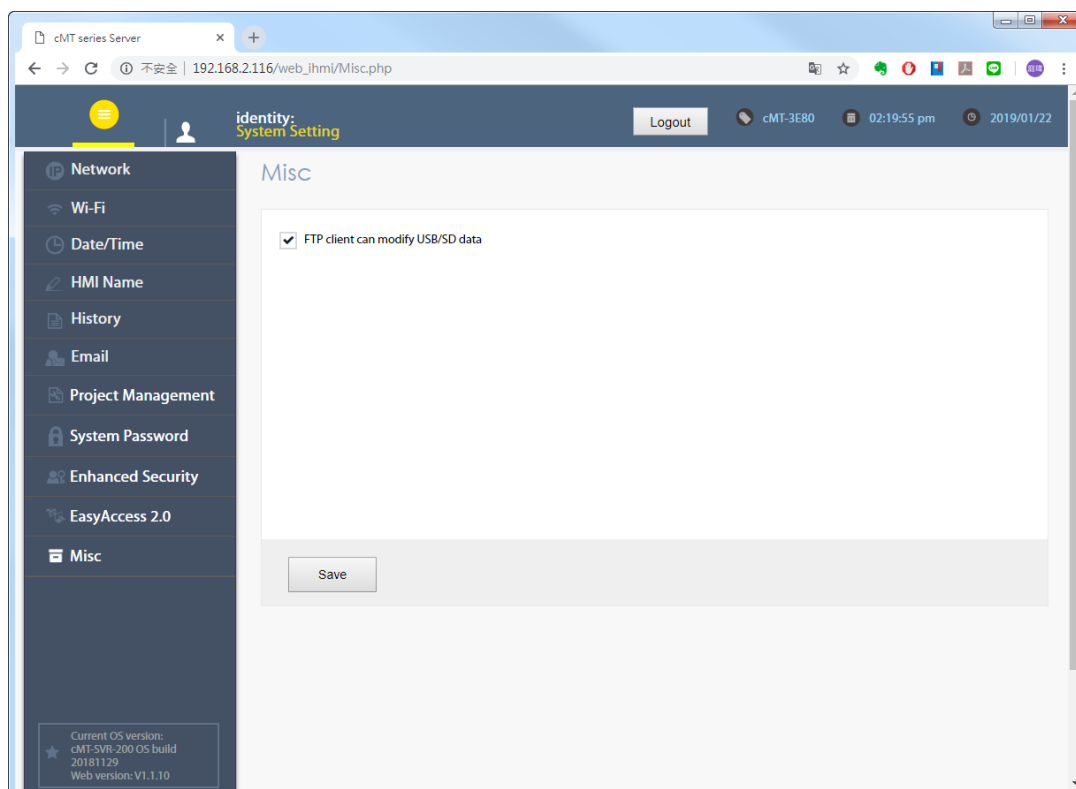 cMT series Server
不安全 | 192.168.2.116/web_ihmi/Misc.php
identity:
System Setting
Logout
cMT-3E80
02:19:55 pm
2019/01/22
Network
Wi-Fi
Date/Time
HMI Name
History
Email
Project Management
System Password
Enhanced Security
EasyAccess 2.0
Misc
Misc
FTP client can modify USB/SD data
Save
Current OS version:
cMT-SVR-200 OS build
20181129
Web version: V1.1.10